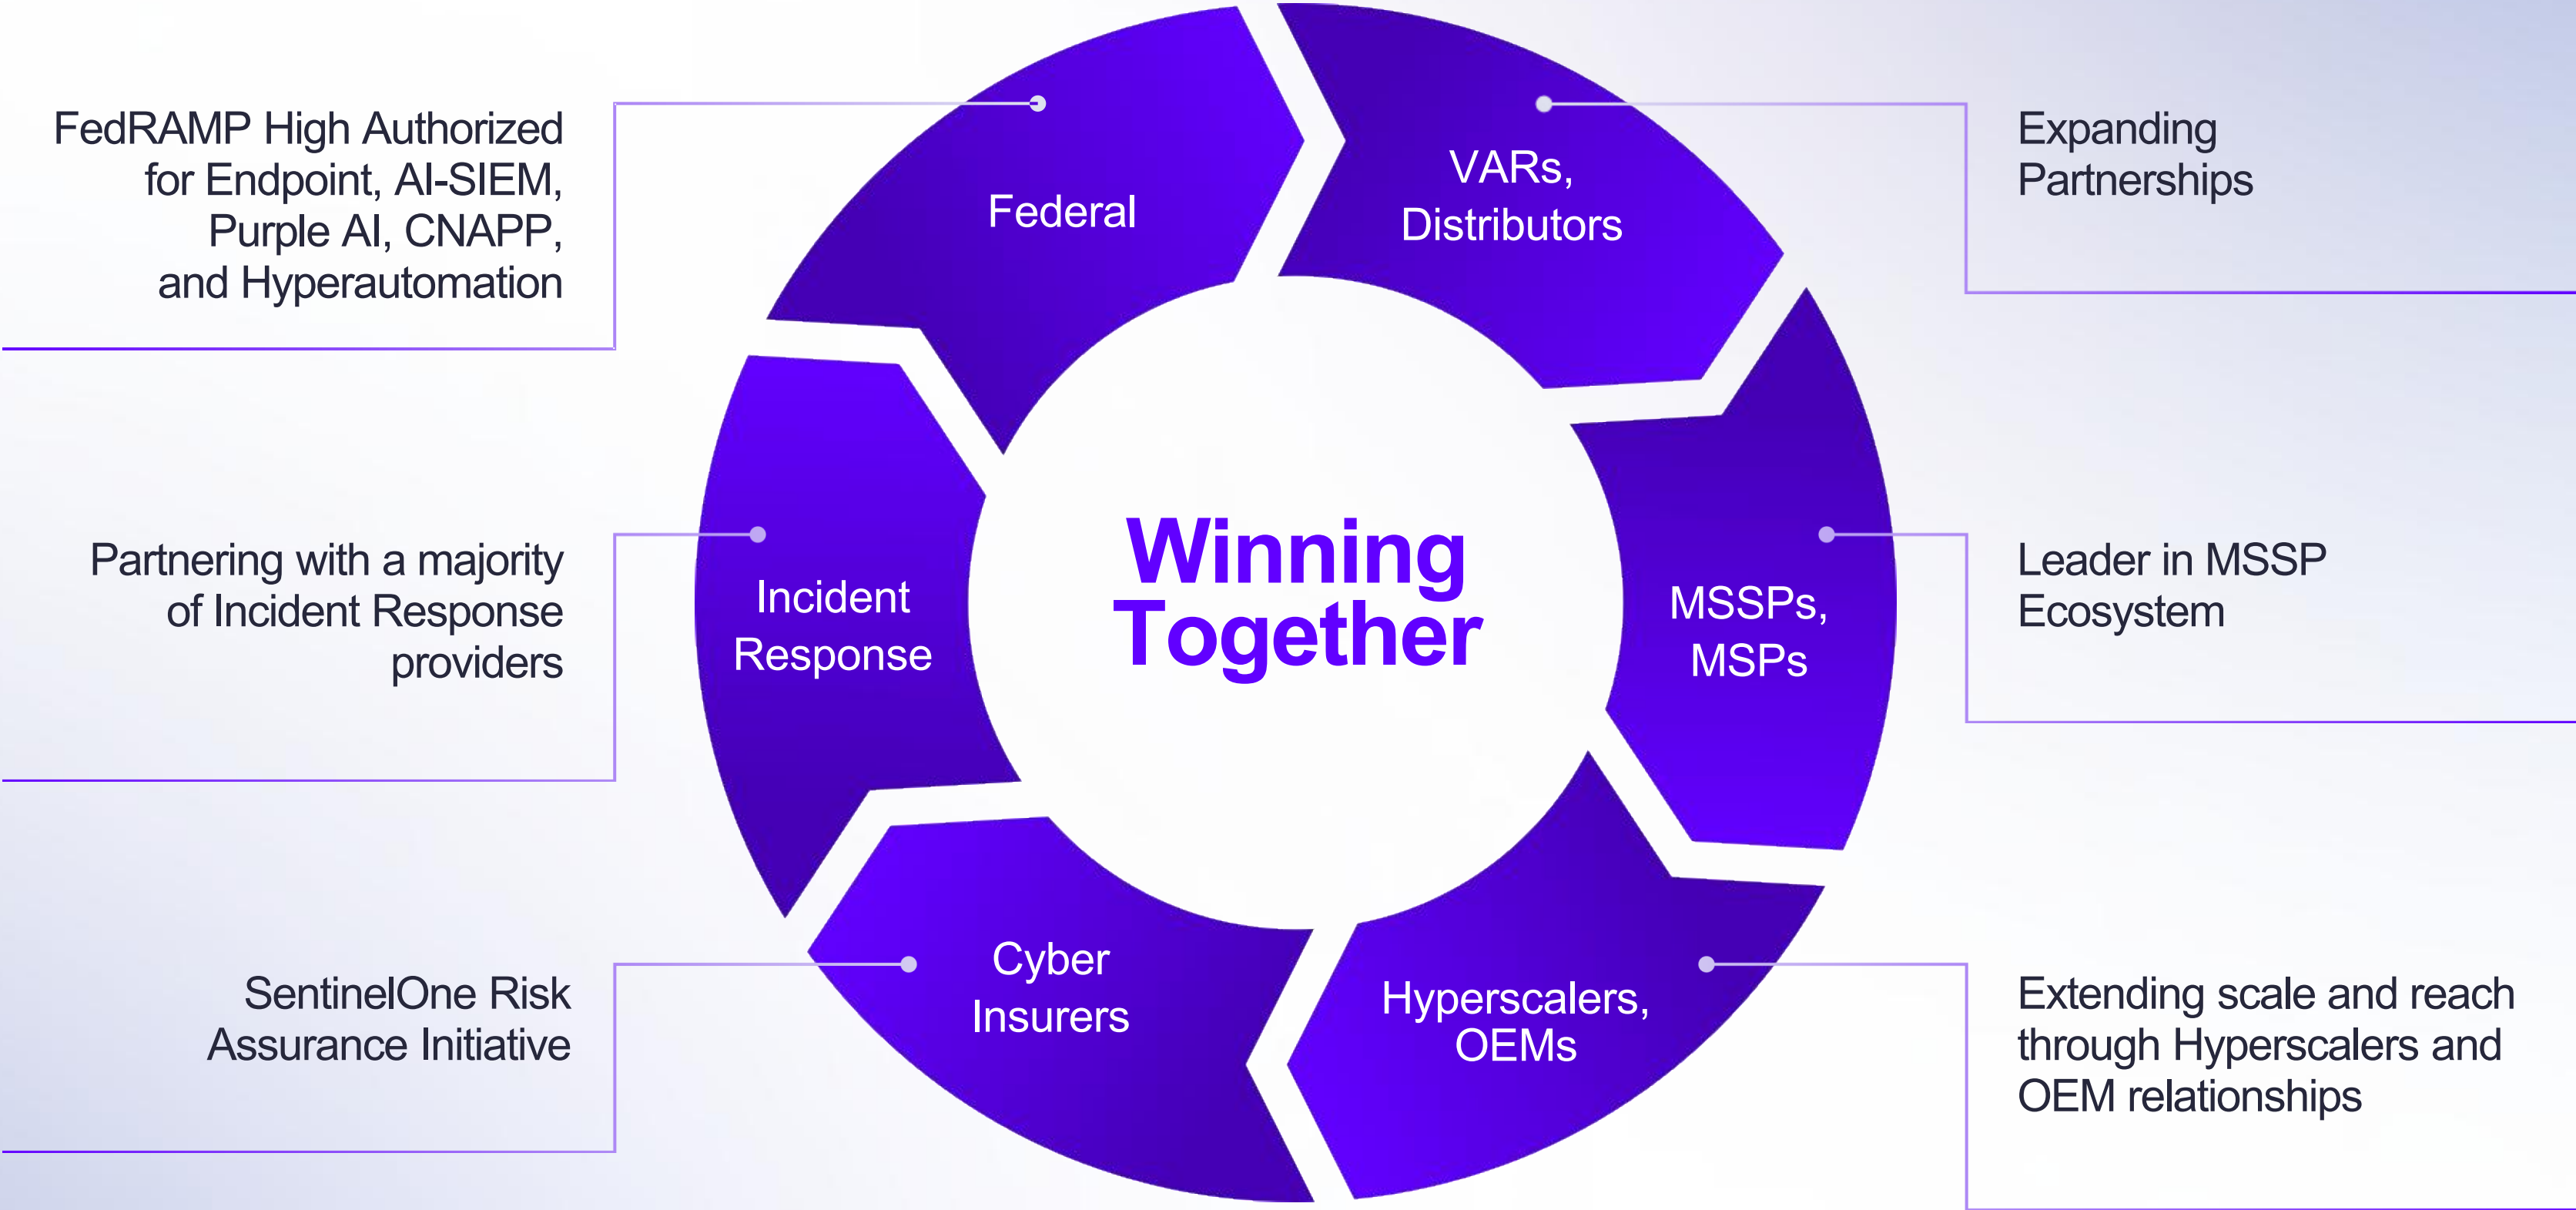 FedRAMP High Authorized
for Endpoint, AI-SIEM,
Purple AI, CNAPP,
and Hyperautomation
Federal
VARs,
Distributors
Expanding
Partnerships
Partnering with a majority
of Incident Response
providers
Incident
Response
Winning
Together
MSSPs,
MSPs
Leader in MSSP
Ecosystem
SentinelOne Risk
Assurance Initiative
Cyber
Insurers
Hyperscalers,
OEMs
Extending scale and reach
through Hyperscalers and
OEM relationships